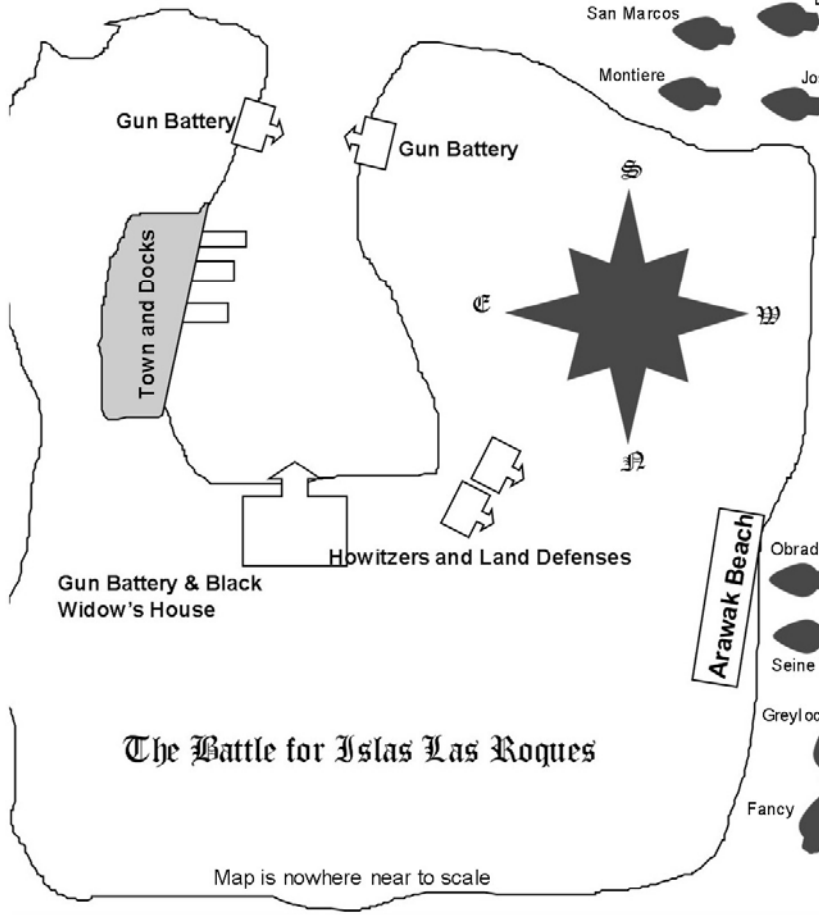 San Marcos
Montiere
Gun Battery
Gun Battery
S
Town and Docks
E
W
N
Howitzers and Land Defenses
Gun Battery & Black
Widow's House
Arawak Beach
Seine
The Battle for Islas Las Roques
Fancy
Map is nowhere near to scale